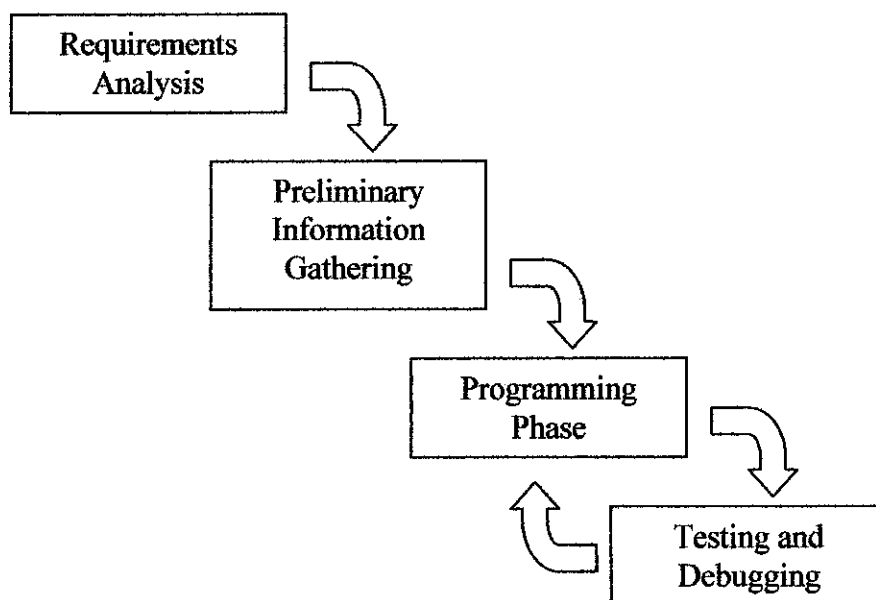 Requirements
Analysis
Preliminary
Information
Gathering
Programming
Phase
Testing and
Debugging